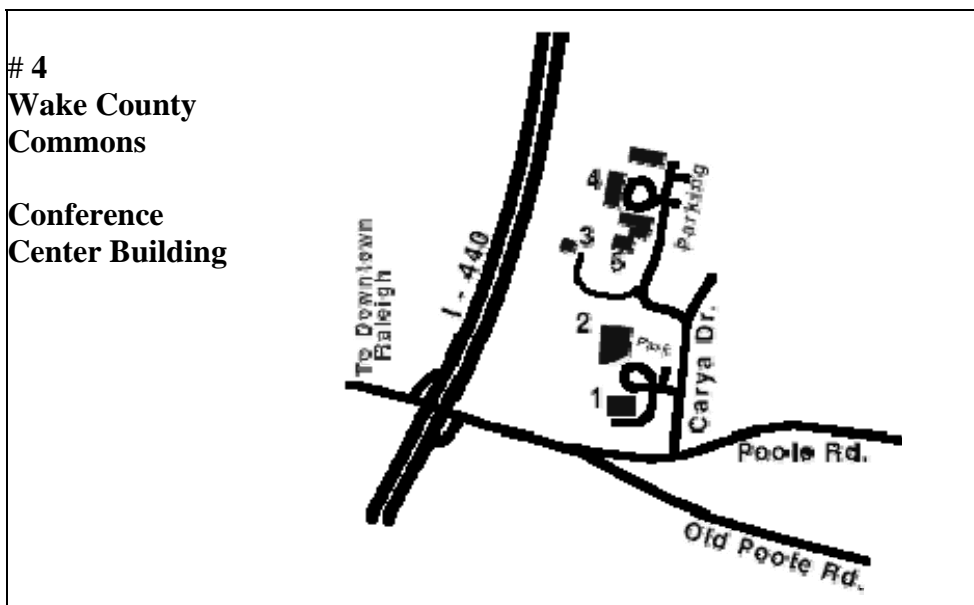 # 4
Wake County
Commons
Conference
Center Building
To Downtown
Raleigh
I - 440
4
Parking
3
2
Park
1
Carya Dr.
Poole Rd.
Old Poole Rd.